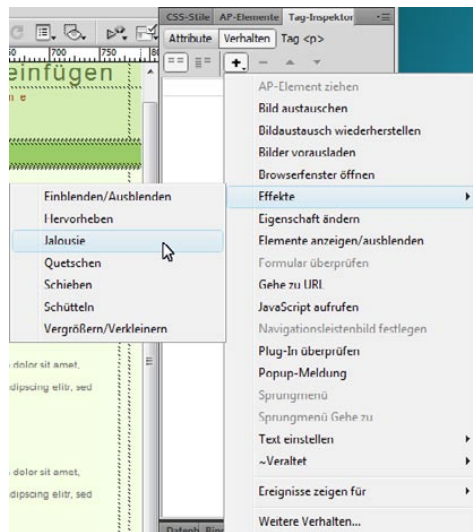 CSS-Stile AP-Elemente Tag-Inspektor
Attribute Verhalten Tag <p>
700 750
einfügen
AP-Element ziehen
Bild austauschen
Bildaustausch wiederherstellen
Bilder vorausladen
Browserfenster öffnen
Effekte
Eigenschaft ändern
Elemente anzeigen/ausblenden
Formular überprüfen
Gehe zu URL
JavaScript aufrufen
Navigationsleistenbild festlegen
Plug-In überprüfen
Popup-Meldung
Sprungmenü
Sprungmenü Gehe zu
Text einstellen
~Veraltet
Ereignisse zeigen für
Weitere Verhalten...
Einblenden/Ausblenden
Hervorheben
Jalousie
Quetschen
Schieben
Schütteln
Vergrößern/Verkleinern
dolor sit amet,
dipscing elitr, sed
dolor sit amet,
dipscing elitr, sed